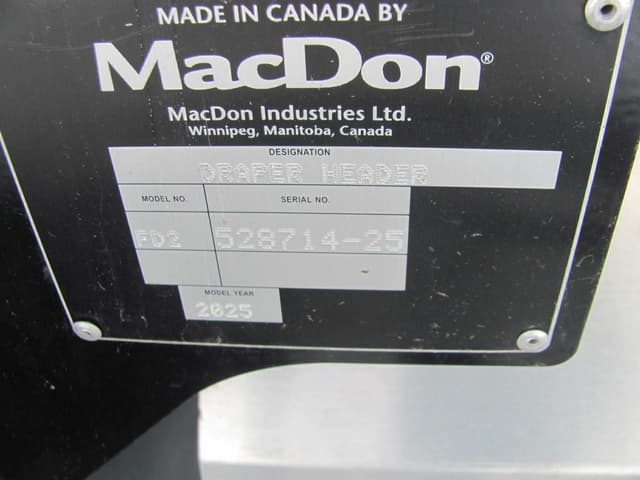 MADE IN CANADA BY
MacDon®
MacDon Industries Ltd.
Winnipeg, Manitoba, Canada
DESIGNATION
DRAPER HEADER
MODEL NO. SERIAL NO.
FD2 528714-25
MODEL YEAR
2025